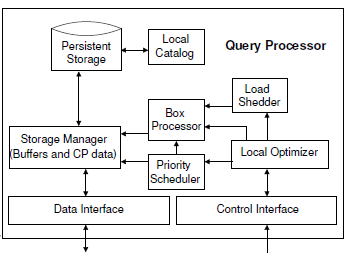 Persistent
Storage
Local
Catalog
Query Processor
Load
Shedder
Box
Processor
Storage Manager
(Buffers and CP data)
Local Optimizer
Priority
Scheduler
Data Interface
Control Interface